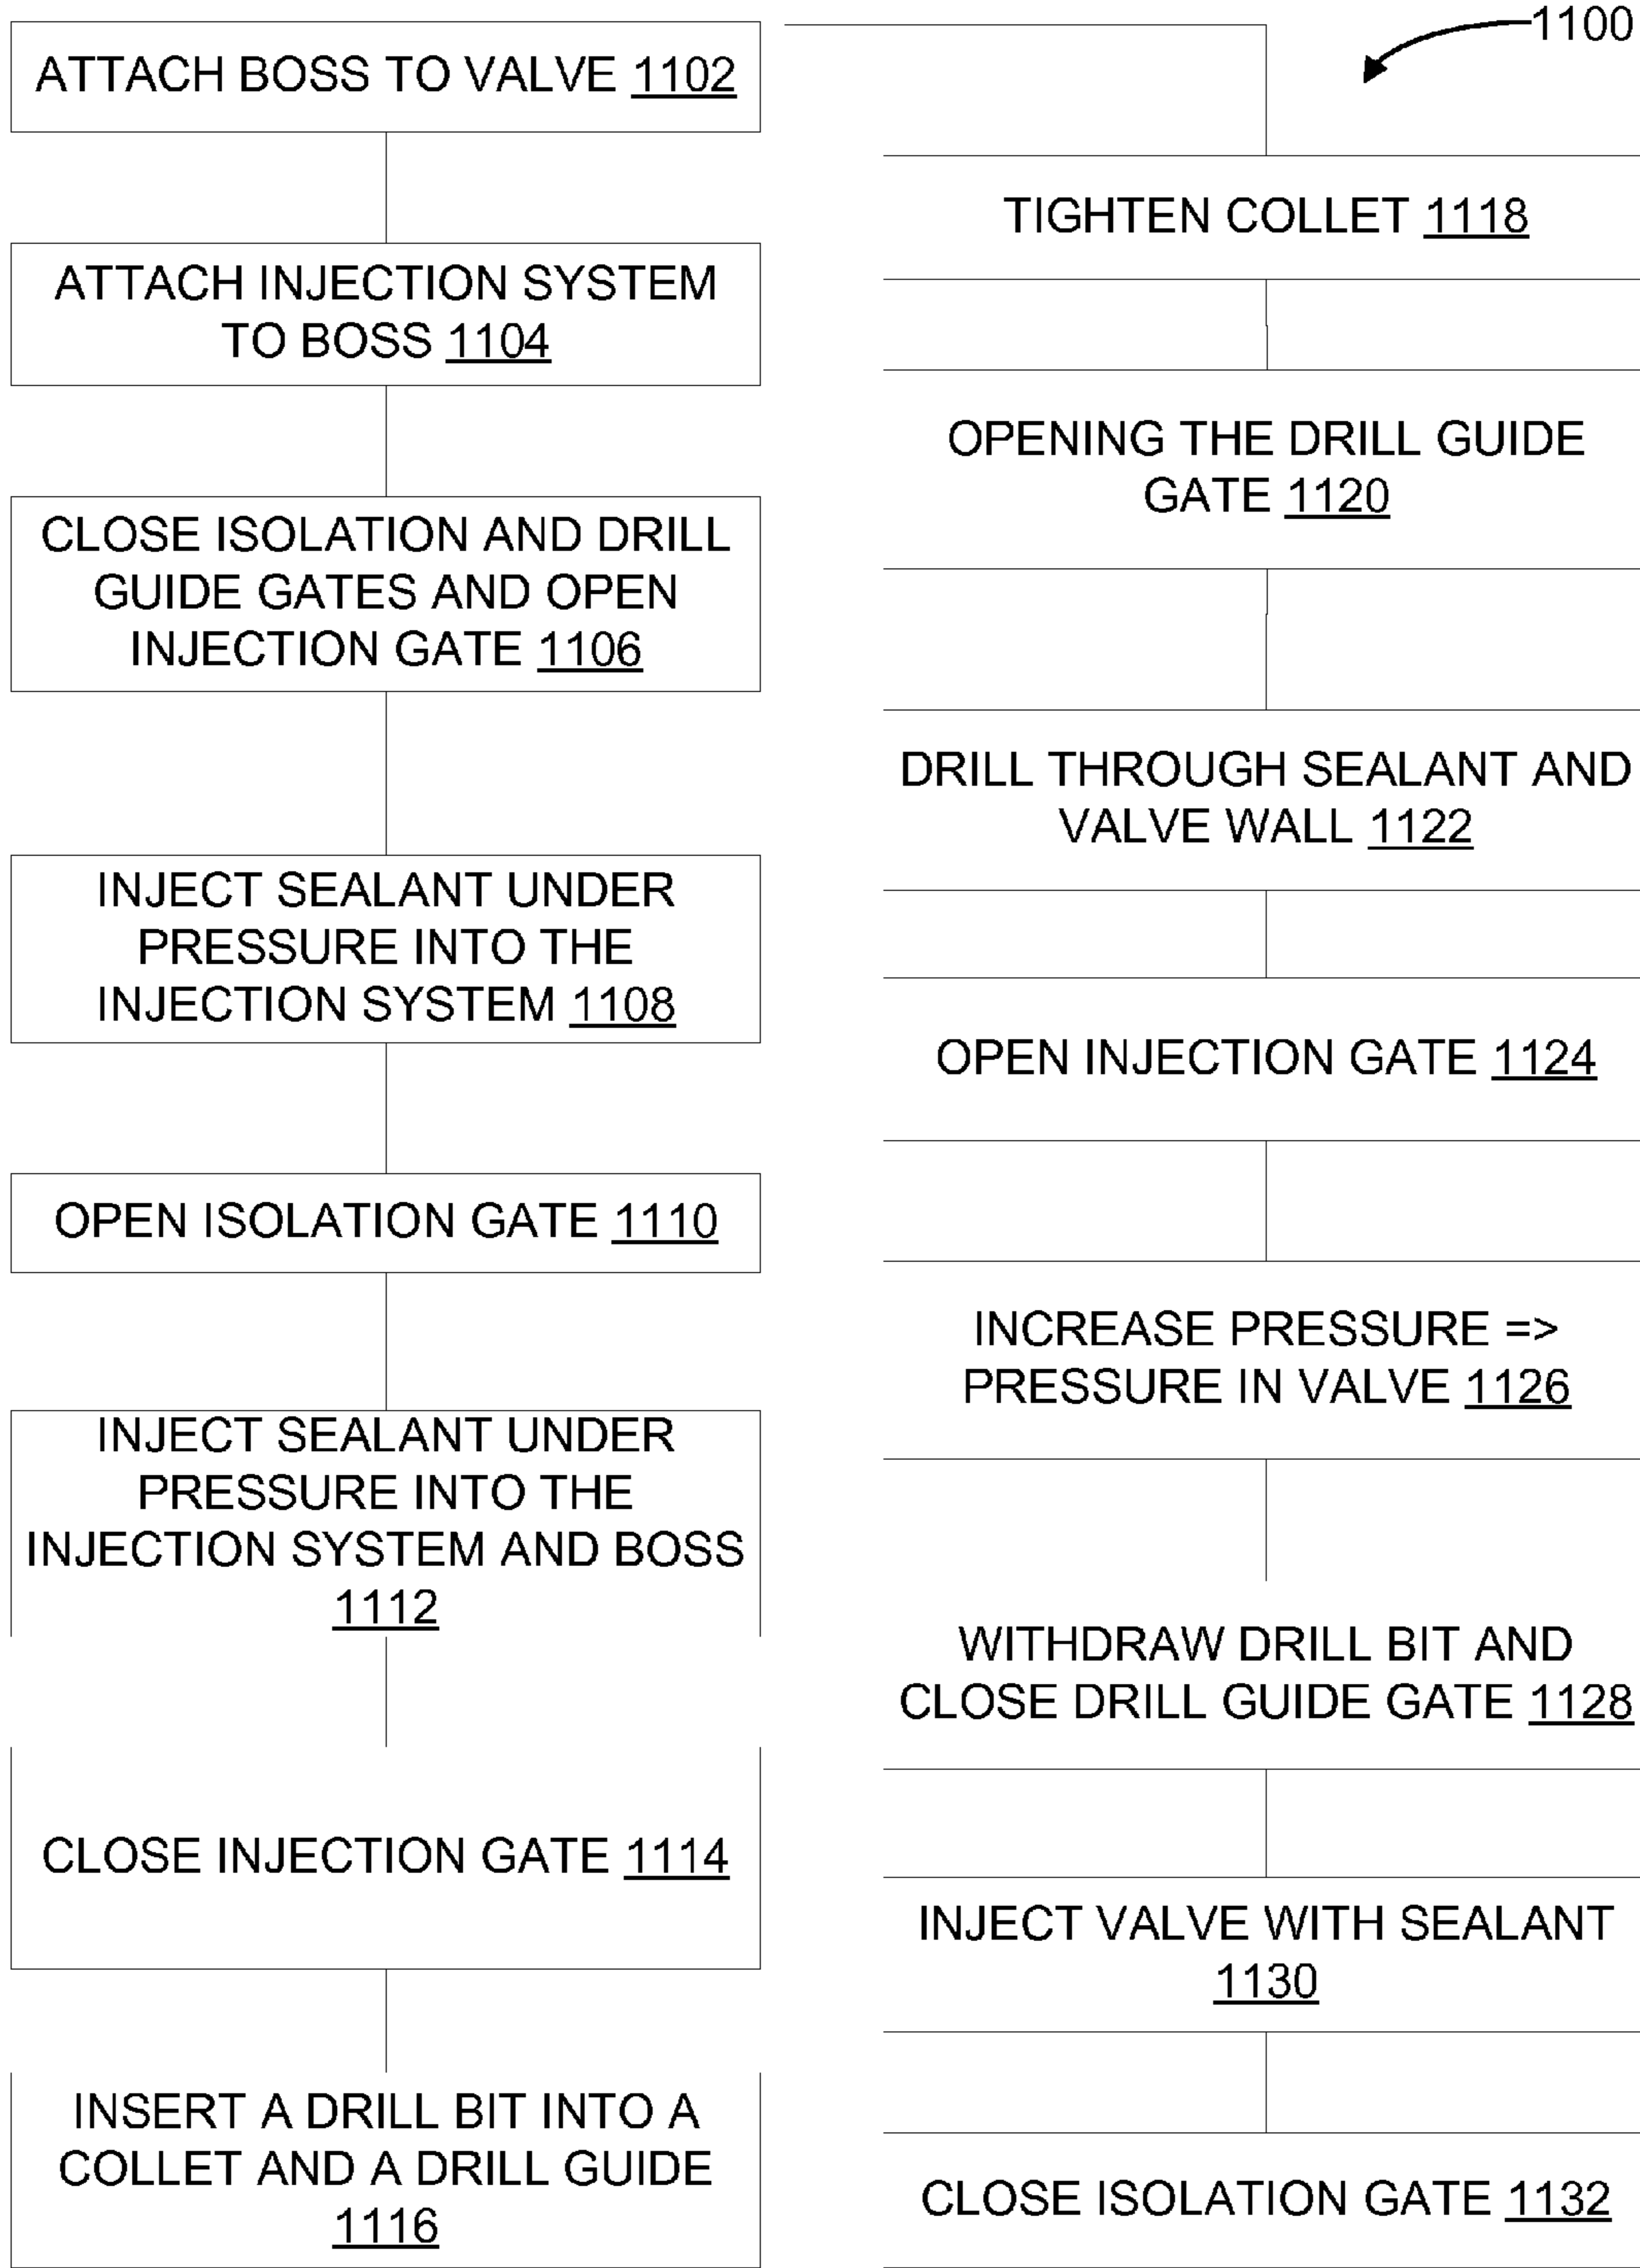 1100
ATTACH BOSS TO VALVE 1102
ATTACH INJECTION SYSTEM
TO BOSS 1104
CLOSE ISOLATION AND DRILL
GUIDE GATES AND OPEN
INJECTION GATE 1106
INJECT SEALANT UNDER
PRESSURE INTO THE
INJECTION SYSTEM 1108
OPEN ISOLATION GATE 1110
INJECT SEALANT UNDER
PRESSURE INTO THE
INJECTION SYSTEM AND BOSS
1112
CLOSE INJECTION GATE 1114
INSERT A DRILL BIT INTO A
COLLET AND A DRILL GUIDE
1116
TIGHTEN COLLET 1118
OPENING THE DRILL GUIDE
GATE 1120
DRILL THROUGH SEALANT AND
VALVE WALL 1122
OPEN INJECTION GATE 1124
INCREASE PRESSURE =>
PRESSURE IN VALVE 1126
WITHDRAW DRILL BIT AND
CLOSE DRILL GUIDE GATE 1128
INJECT VALVE WITH SEALANT
1130
CLOSE ISOLATION GATE 1132